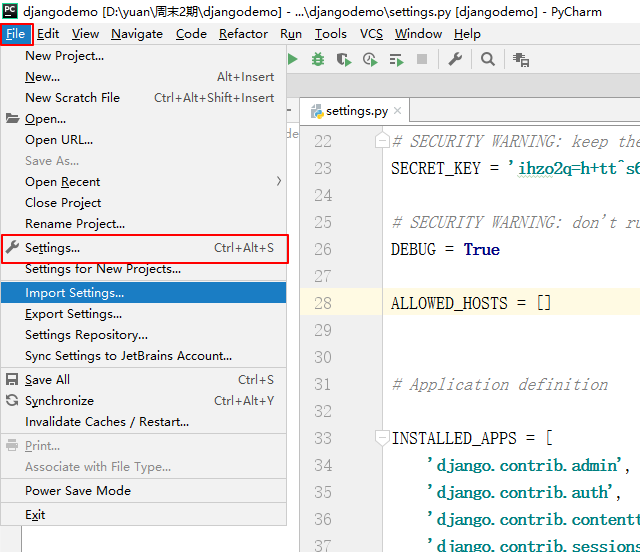 PC djangodemo [D:\yuan\周末2期\djangodemo] - ...\djangodemo\settings.py [djangodemo] - PyCharm
File Edit View Navigate Code Refactor Run Tools VCS Window Help
New Project...
New... Alt+Insert
New Scratch File Ctrl+Alt+Shift+Insert
Open...
Open URL...
Save As...
Open Recent
Close Project
Rename Project...
Settings... Ctrl+Alt+S
Settings for New Projects...
Import Settings...
Export Settings...
Settings Repository...
Sync Settings to JetBrains Account...
Save All Ctrl+S
Synchronize Ctrl+Alt+Y
Invalidate Caches / Restart...
Print...
Associate with File Type...
Power Save Mode
Exit
de
settings.py
22 # SECURITY WARNING: keep the
23 SECRET_KEY = 'ihzo2q=h+tt^s6
24
25 # SECURITY WARNING: don't ru
26 DEBUG = True
27
28 ALLOWED_HOSTS = []
29
30
31 # Application definition
32
33 INSTALLED_APPS = [
34 'django.contrib.admin',
35 'django.contrib.auth',
36 'django.contrib.contentt
37 'django.contrib.sessions